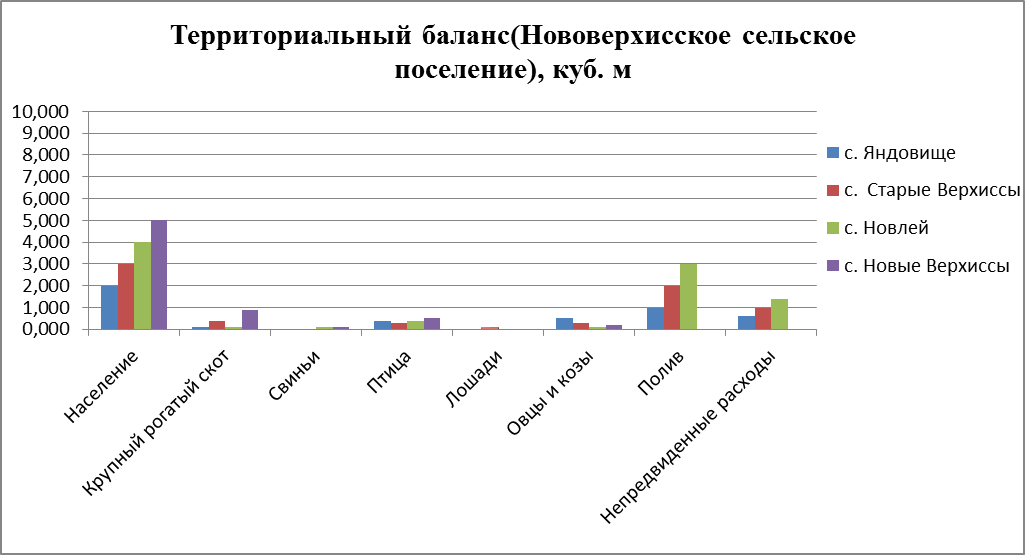 Территориальный баланс(Нововерхисское сельское
поселение), куб. м
10,000
9,000
8,000
7,000
6,000
5,000
4,000
3,000
2,000
1,000
0,000
Население
Крупный рогатый скот
Свиньи
Птица
Лошади
Овцы и козы
Полив
Непредвиденные расходы
с. Яндовище
с. Старые Верхиссы
с. Новлей
с. Новые Верхиссы